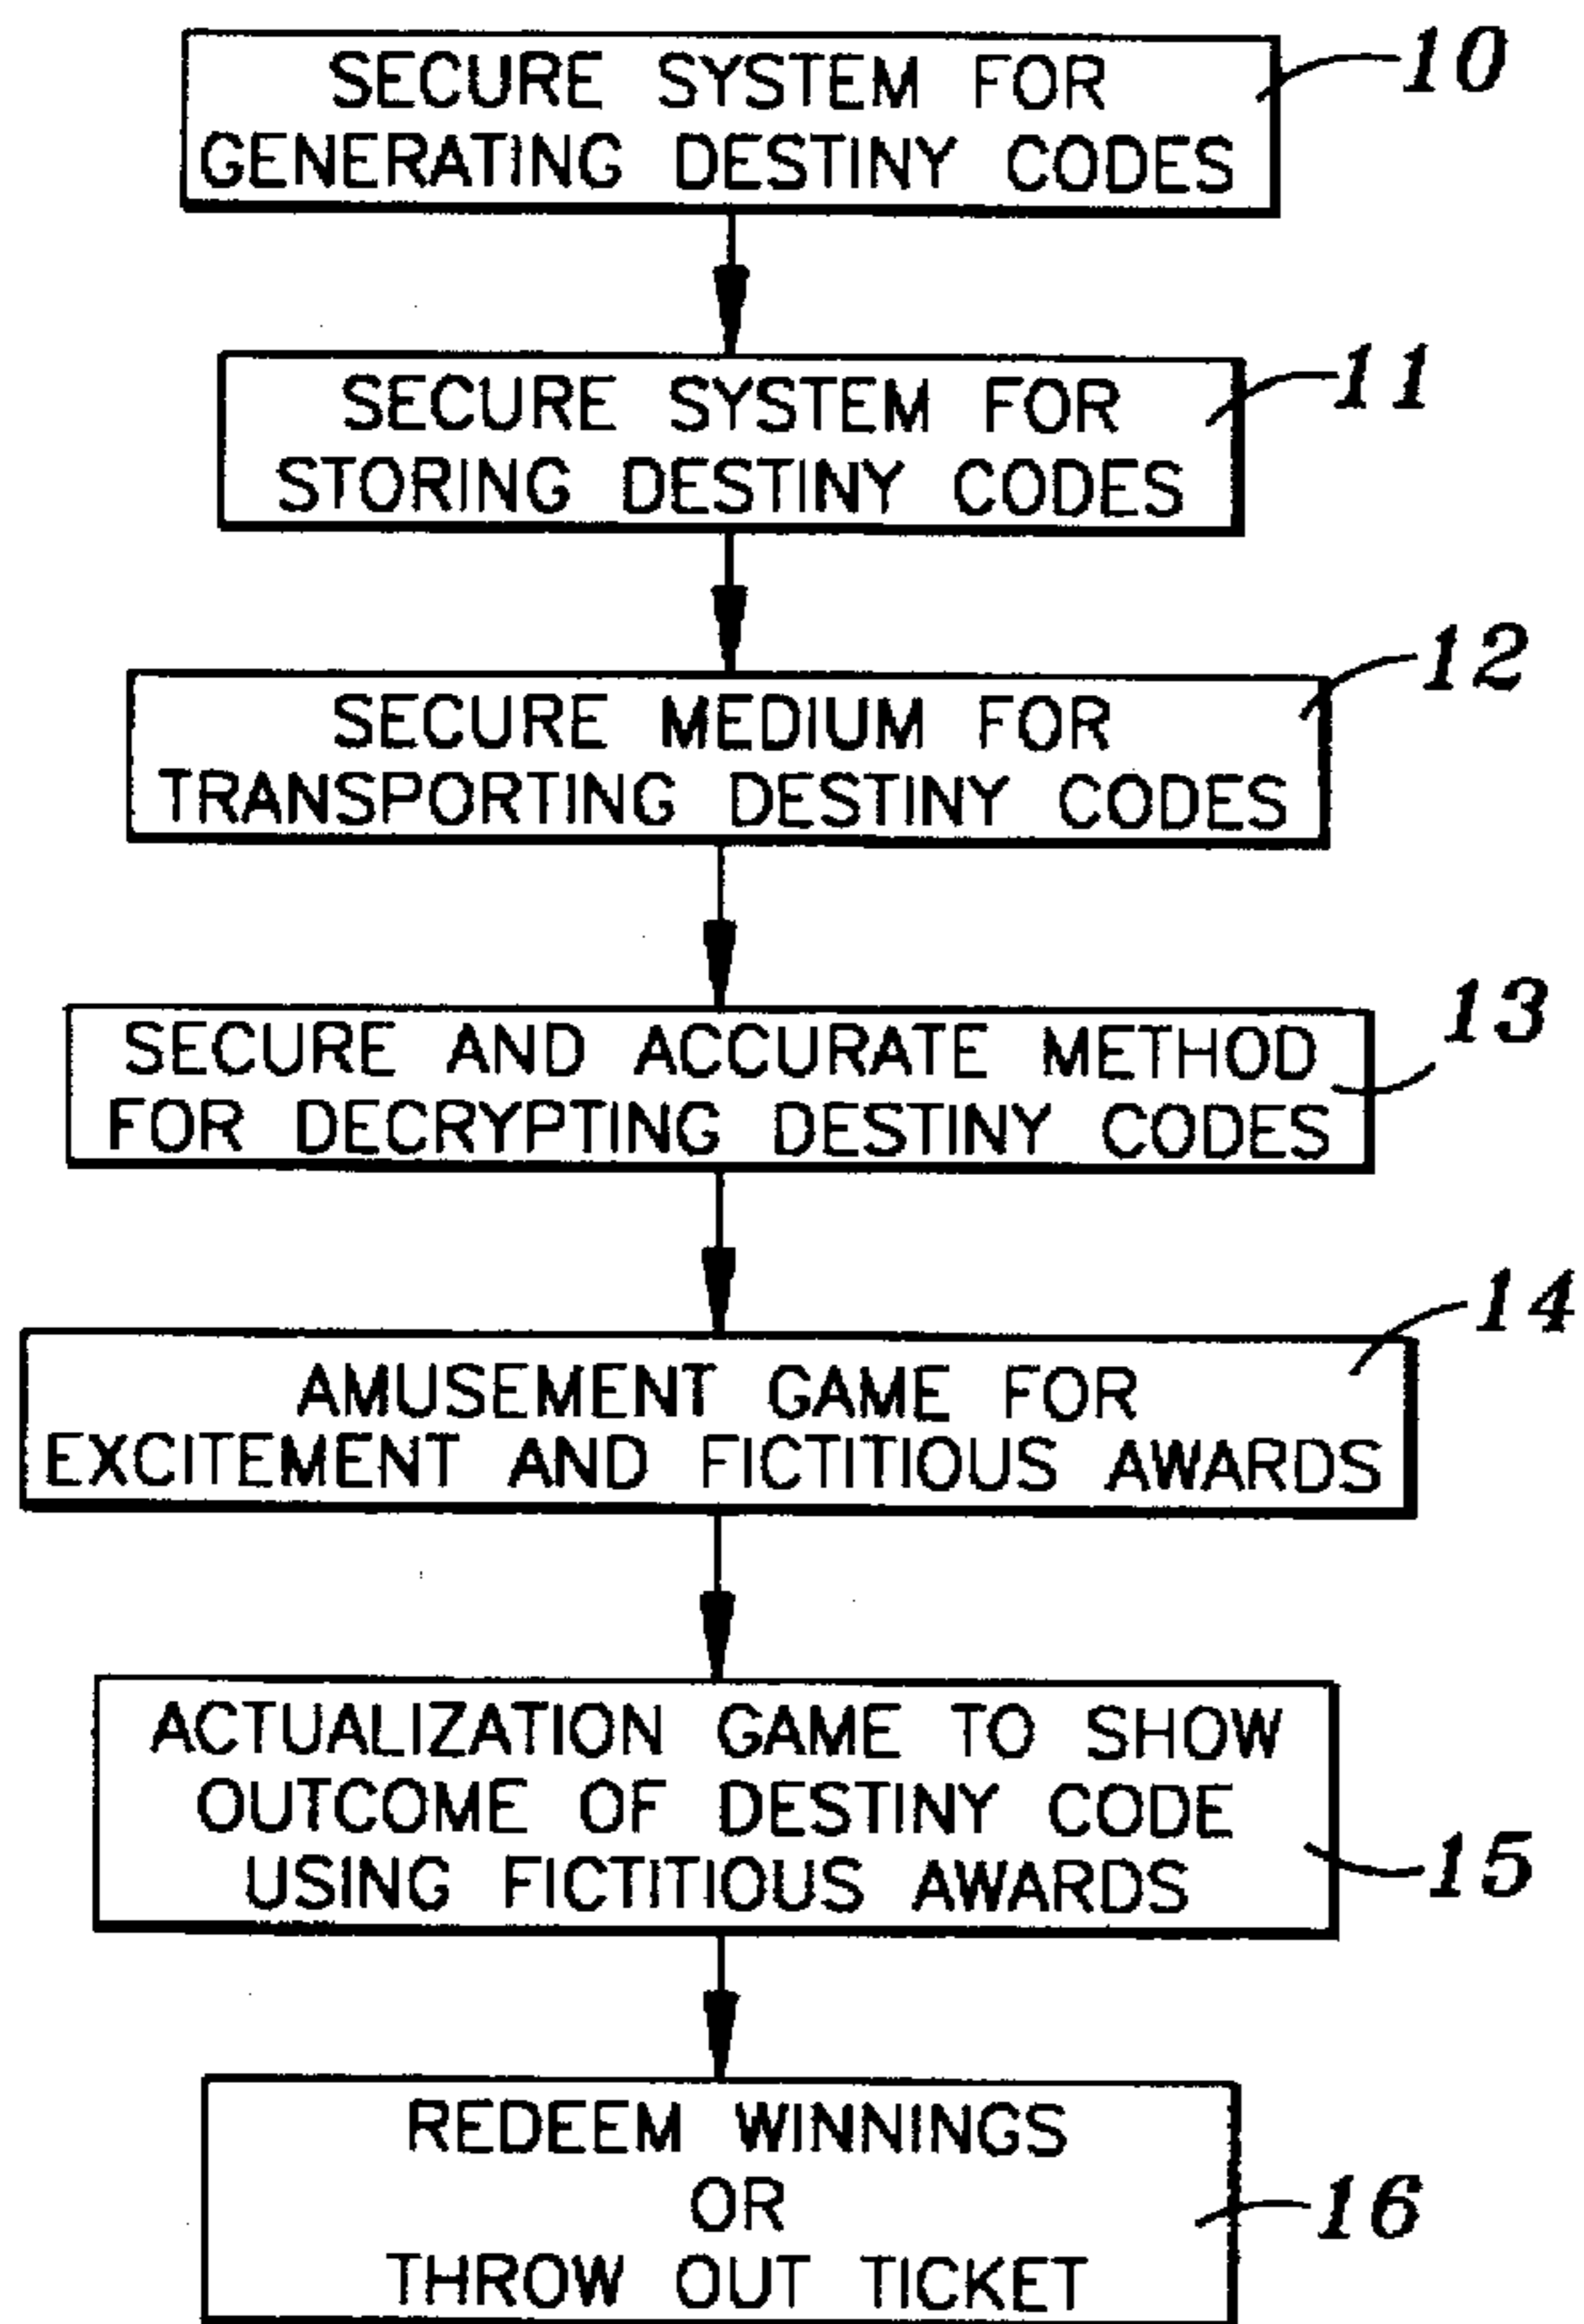 SECURE SYSTEM FOR
GENERATING DESTINY CODES
10
SECURE SYSTEM FOR
STORING DESTINY CODES
11
SECURE MEDIUM FOR
TRANSPORTING DESTINY CODES
12
SECURE AND ACCURATE METHOD
FOR DECRYPTING DESTINY CODES
13
AMUSEMENT GAME FOR
EXCITEMENT AND FICTITIOUS AWARDS
14
ACTUALIZATION GAME TO SHOW
OUTCOME OF DESTINY CODE
USING FICTITIOUS AWARDS
15
REDEEM WINNINGS
OR
THROW OUT TICKET
16